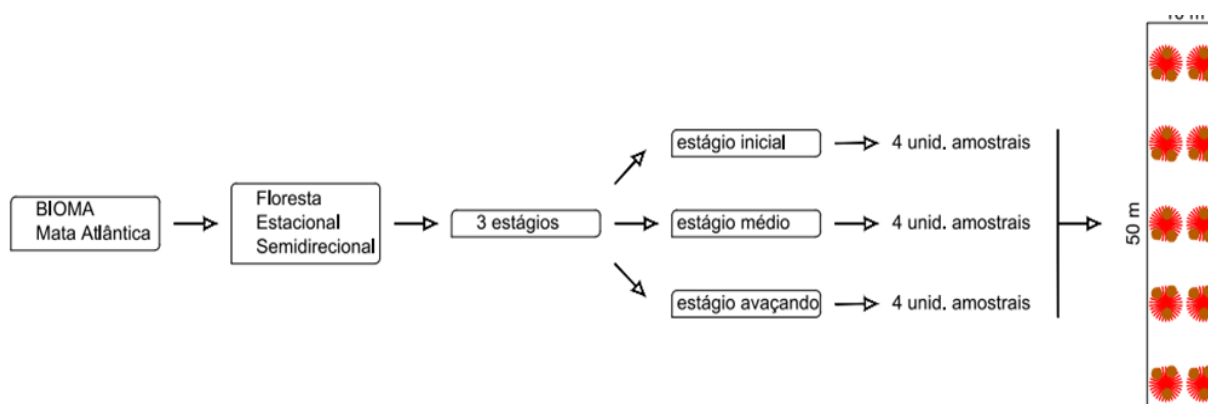 BIOMA
Mata Atlântica
Floresta
Estacional
Semidirecional
3 estágios
estágio inicial
4 unid. amostrais
estágio médio
4 unid. amostrais
estágio avaçando
4 unid. amostrais
50 m